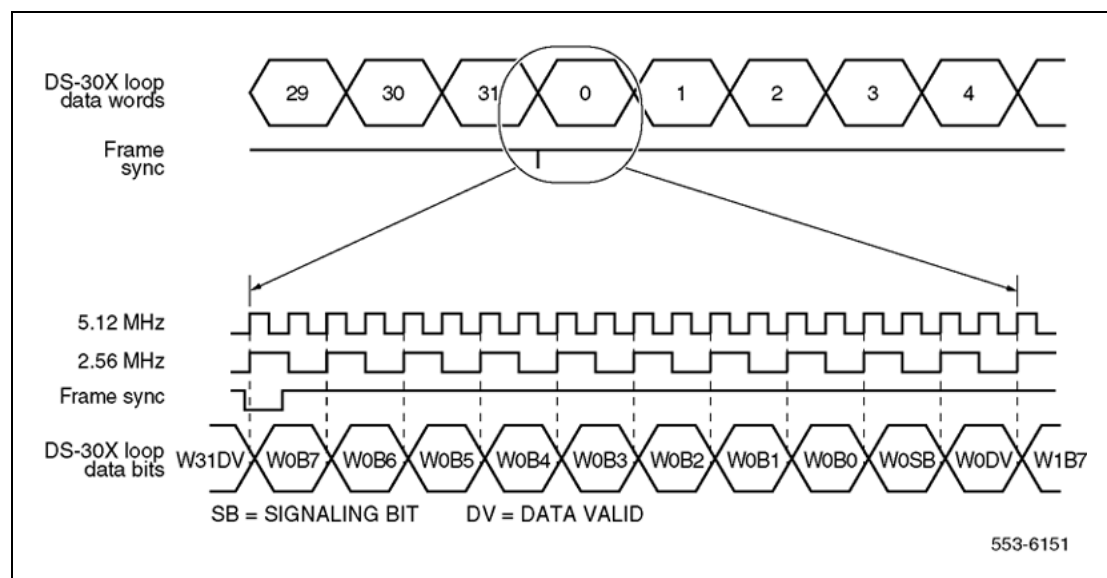 DS-30X loop
data words
29 30 31 0 1 2 3 4
Frame
sync
5.12 MHz
2.56 MHz
Frame sync
DS-30X loop
data bits
W31DV W0B7 W0B6 W0B5 W0B4 W0B3 W0B2 W0B1 W0B0 W0SB W0DV W1B7
SB = SIGNALING BIT DV = DATA VALID
553-6151